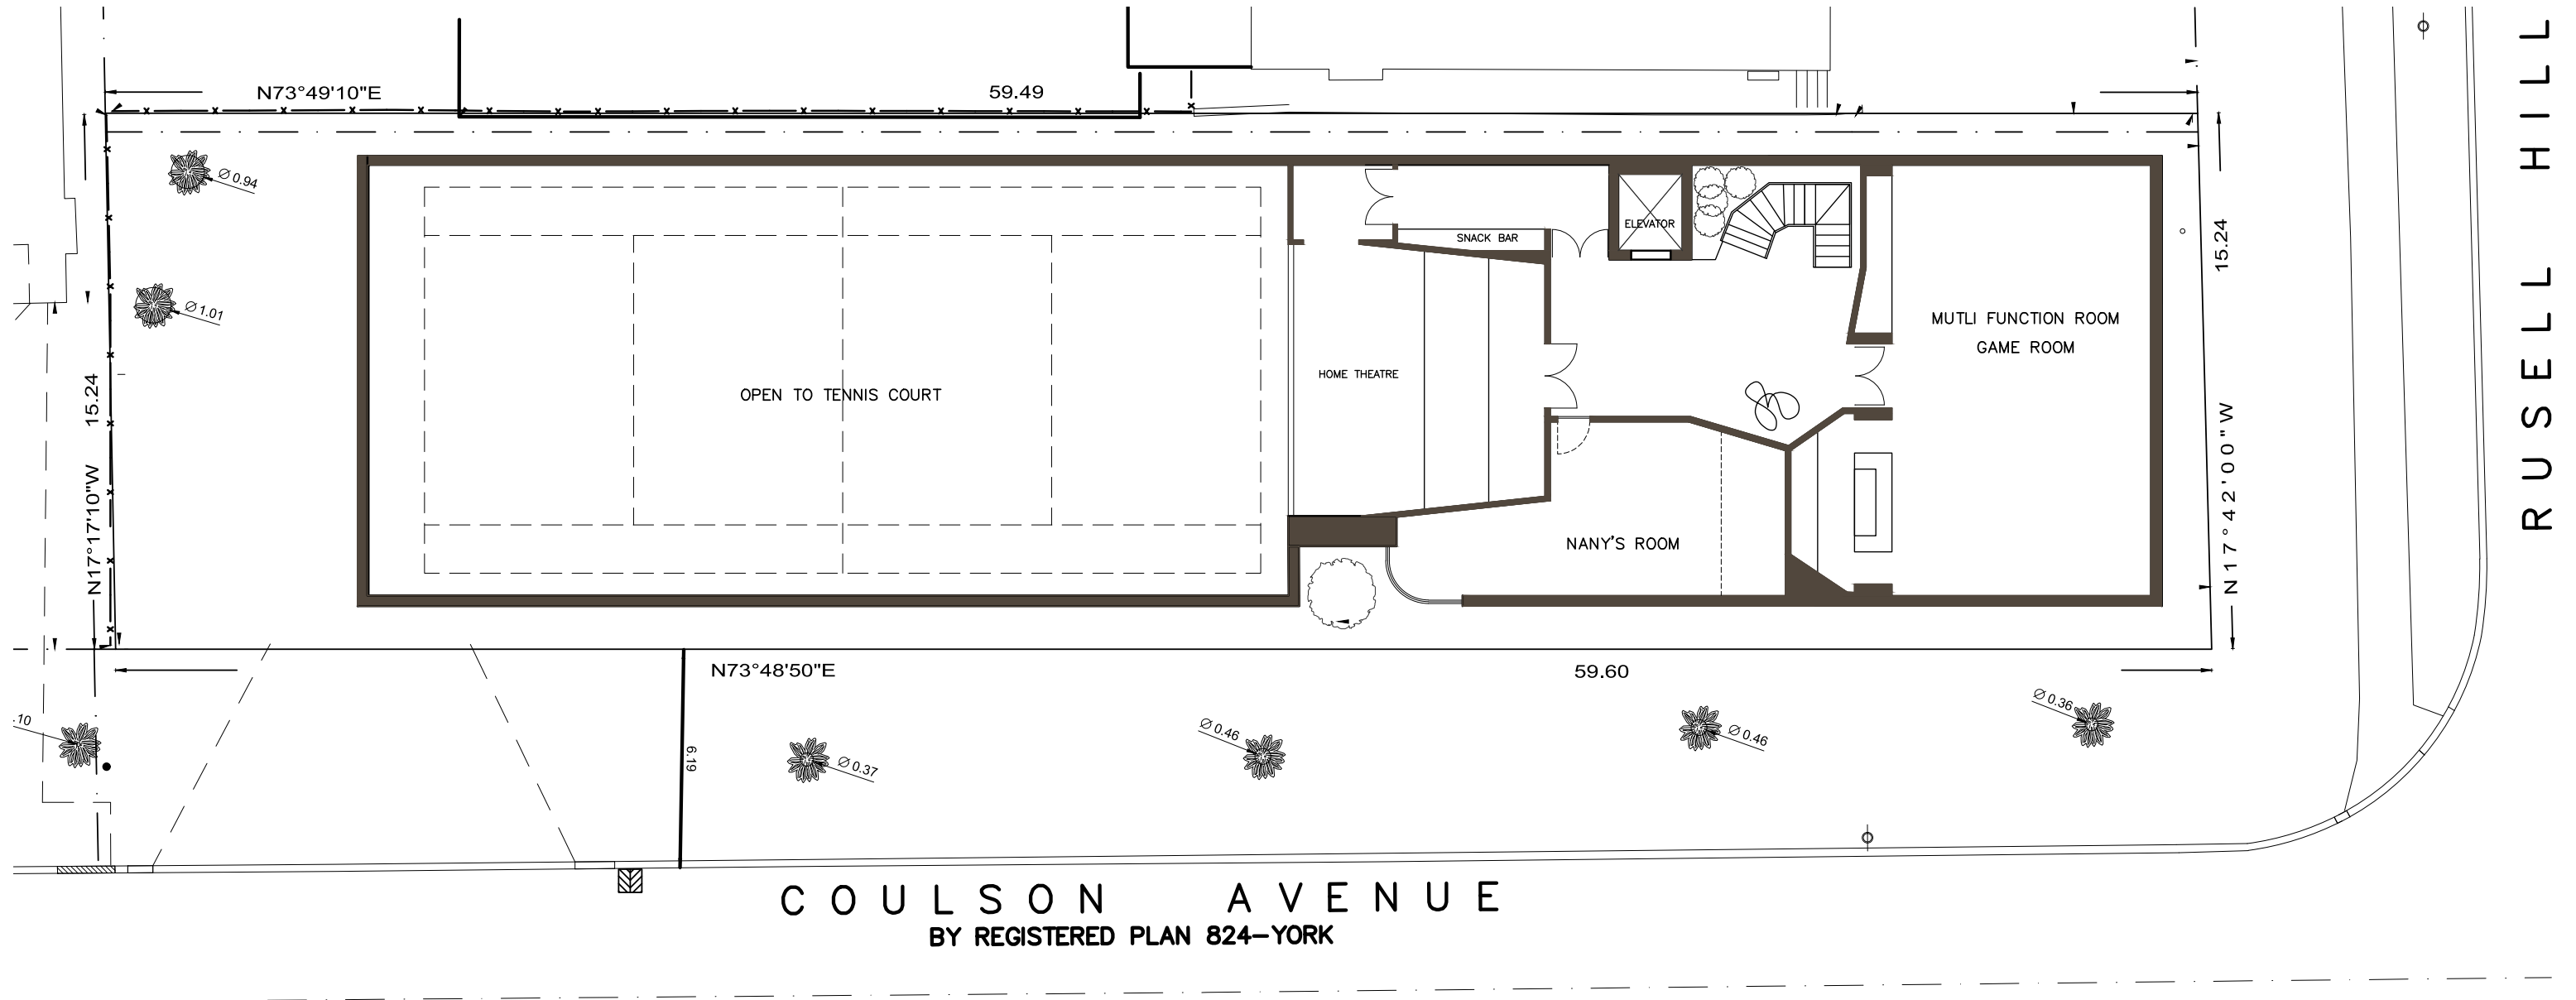 N73°49'10"E
59.49
Ø 0.94
Ø 1.01
15.24
N17°17'10"W
OPEN TO TENNIS COURT
HOME THEATRE
SNACK BAR
ELEVATOR
MUTLI FUNCTION ROOM
GAME ROOM
NANY'S ROOM
15.24
N17°42'00"W
RUSELL HILL
N73°48'50"E
59.60
.10
6.19
Ø 0.37
Ø 0.46
Ø 0.46
Ø 0.36
COULSON AVENUE
BY REGISTERED PLAN 824-YORK